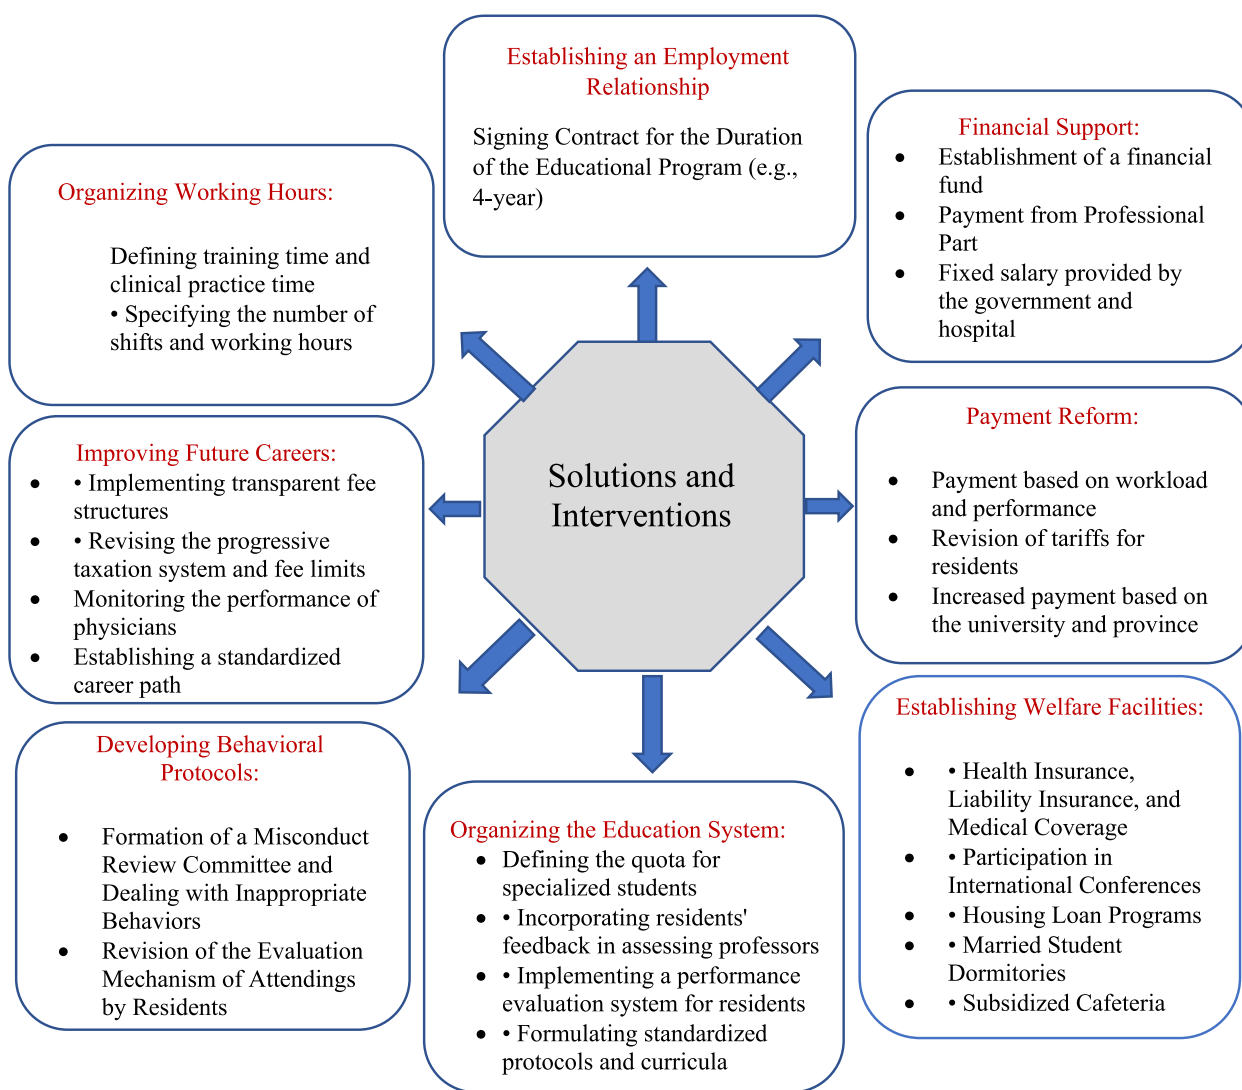 Establishing an Employment
Relationship
Signing Contract for the Duration
of the Educational Program (e.g.,
4-year)
Financial Support:
• Establishment of a financial
fund
• Payment from Professional
Part
• Fixed salary provided by
the government and
hospital
Organizing Working Hours:
Defining training time and
clinical practice time
• Specifying the number of
shifts and working hours
Solutions and
Interventions
Payment Reform:
• Payment based on workload
and performance
• Revision of tariffs for
residents
• Increased payment based on
the university and province
Improving Future Careers:
• • Implementing transparent fee
structures
• • Revising the progressive
taxation system and fee limits
• Monitoring the performance of
physicians
• Establishing a standardized
career path
Establishing Welfare Facilities:
• • Health Insurance,
Liability Insurance, and
Medical Coverage
• • Participation in
International Conferences
• • Housing Loan Programs
• • Married Student
Dormitories
• • Subsidized Cafeteria
Developing Behavioral
Protocols:
• Formation of a Misconduct
Review Committee and
Dealing with Inappropriate
Behaviors
• Revision of the Evaluation
Mechanism of Attendings
by Residents
Organizing the Education System:
• Defining the quota for
specialized students
• • Incorporating residents'
feedback in assessing professors
• • Implementing a performance
evaluation system for residents
• • Formulating standardized
protocols and curricula